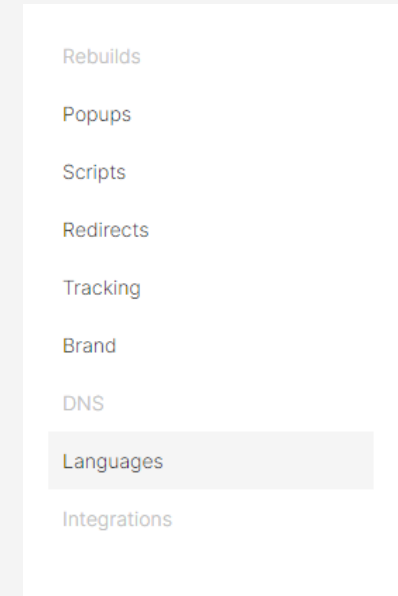 Rebuilds
Popups
Scripts
Redirects
Tracking
Brand
DNS
Languages
Integrations